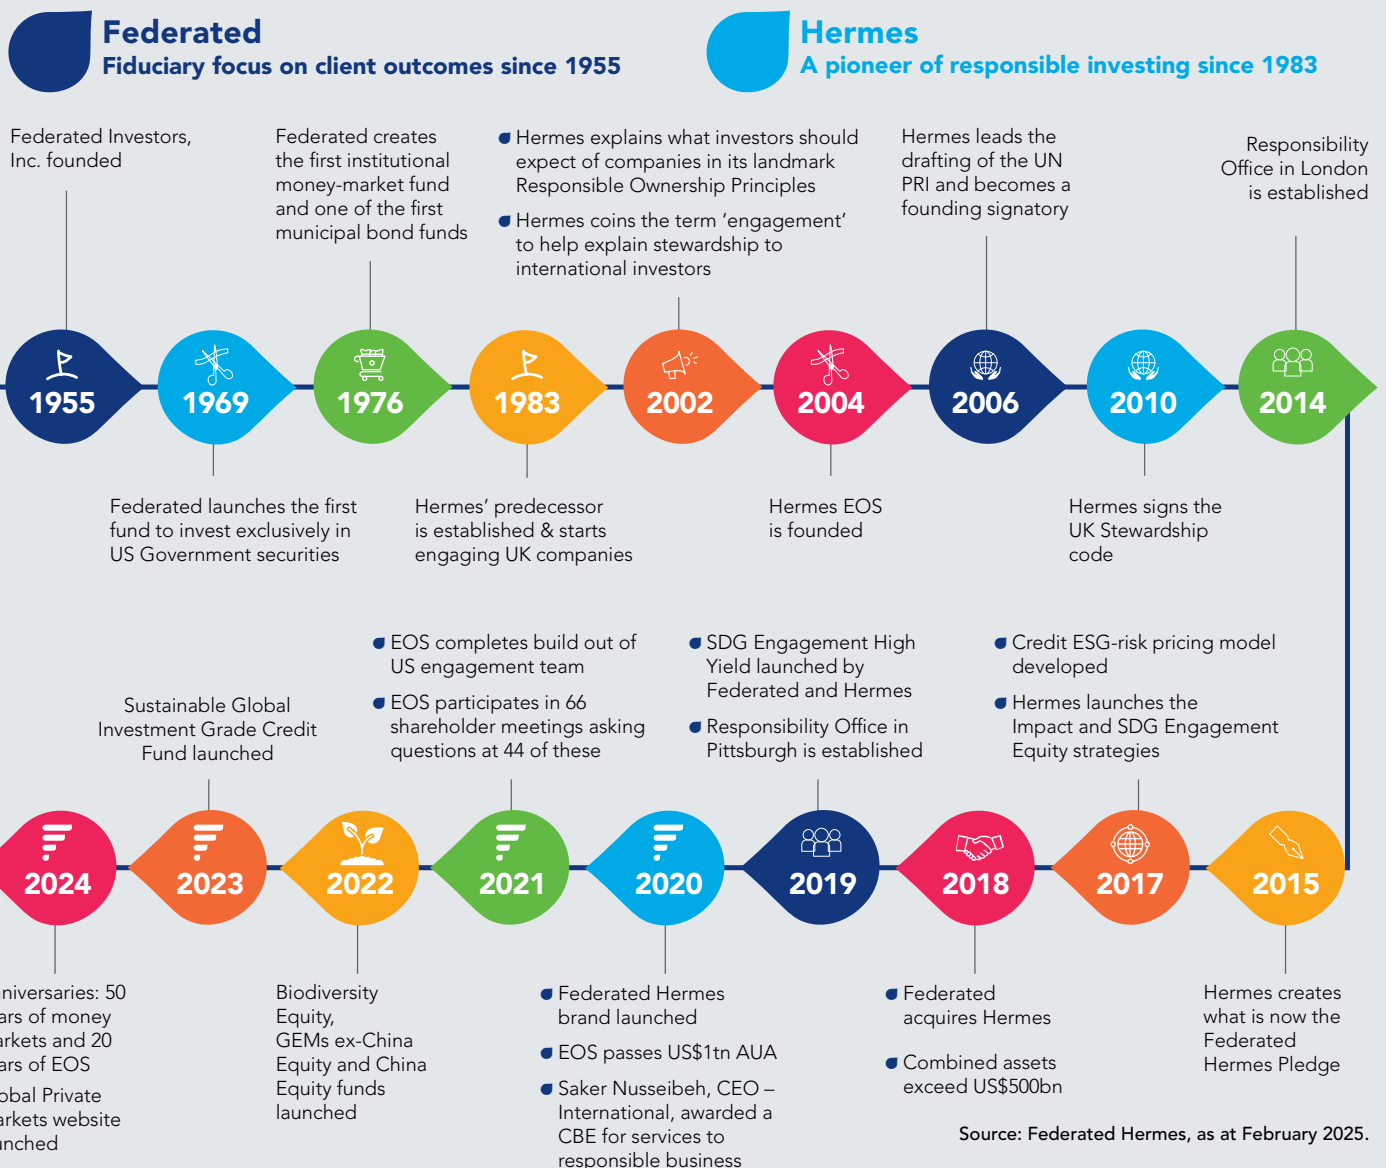 Federated
Fiduciary focus on client outcomes since 1955
Hermes
A pioneer of responsible investing since 1983
Federated Investors,
Inc. founded
Federated creates
the first institutional
money-market fund
and one of the first
municipal bond funds
Hermes explains what investors should
expect of companies in its landmark
Responsible Ownership Principles
Hermes coins the term ‘engagement’
to help explain stewardship to
international investors
Hermes leads the
drafting of the UN
PRI and becomes a
founding signatory
Responsibility
Office in London
is established
1955
1969
1976
1983
2002
2004
2006
2010
2014
Federated launches the first
fund to invest exclusively in
US Government securities
Hermes’ predecessor
is established & starts
engaging UK companies
Hermes EOS
is founded
Hermes signs the
UK Stewardship
code
Sustainable Global
Investment Grade Credit
Fund launched
EOS completes build out of
US engagement team
EOS participates in 66
shareholder meetings asking
questions at 44 of these
SDG Engagement High
Yield launched by
Federated and Hermes
Responsibility Office in
Pittsburgh is established
Credit ESG-risk pricing model
developed
Hermes launches the
Impact and SDG Engagement
Equity strategies
2024
2023
2022
2021
2020
2019
2018
2017
2015
50
of money
and 20
of EOS
Private
website
Biodiversity
Equity,
GEMs ex-China
Equity and China
Equity funds
launched
Federated Hermes
brand launched
EOS passes US$1tn AUA
Saker Nusseibeh, CEO –
International, awarded a
CBE for services to
responsible business
Federated
acquires Hermes
Combined assets
exceed US$500bn
Hermes creates
what is now the
Federated
Hermes Pledge
Source: Federated Hermes, as at February 2025.